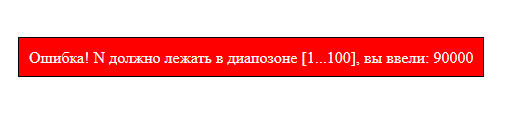 Ошибка! N должно лежать в диапозоне [1...100], вы ввели: 90000